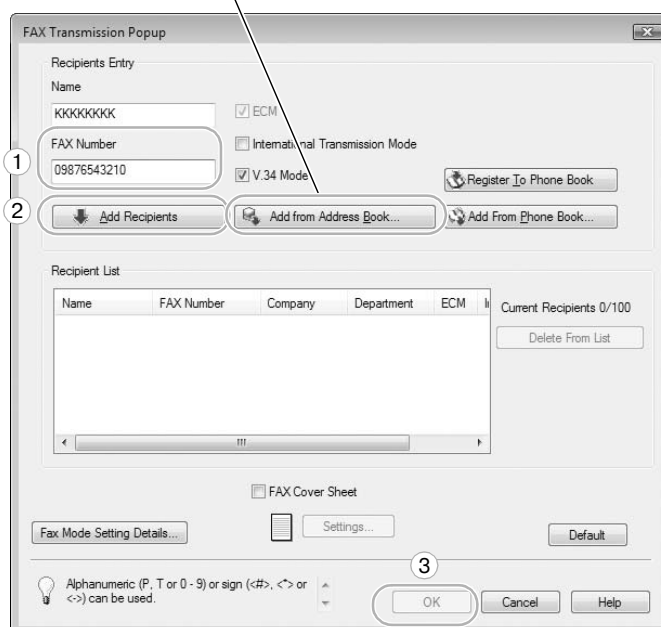 FAX Transmission Popup
Recipients Entry
Name
KKKKKKKK
ECM
FAX Number
International Transmission Mode
1
09876543210
V.34 Mode
Register To Phone Book
2
Add Recipients
Add from Address Book...
Add From Phone Book...
Recipient List
Name FAX Number Company Department ECM
Current Recipients 0/100
Delete From List
FAX Cover Sheet
Fax Mode Setting Details...
Settings...
Default
3
Alphanumeric (P, T or 0 - 9) or sign (<#>, <*> or
<-->) can be used.
OK
Cancel
Help